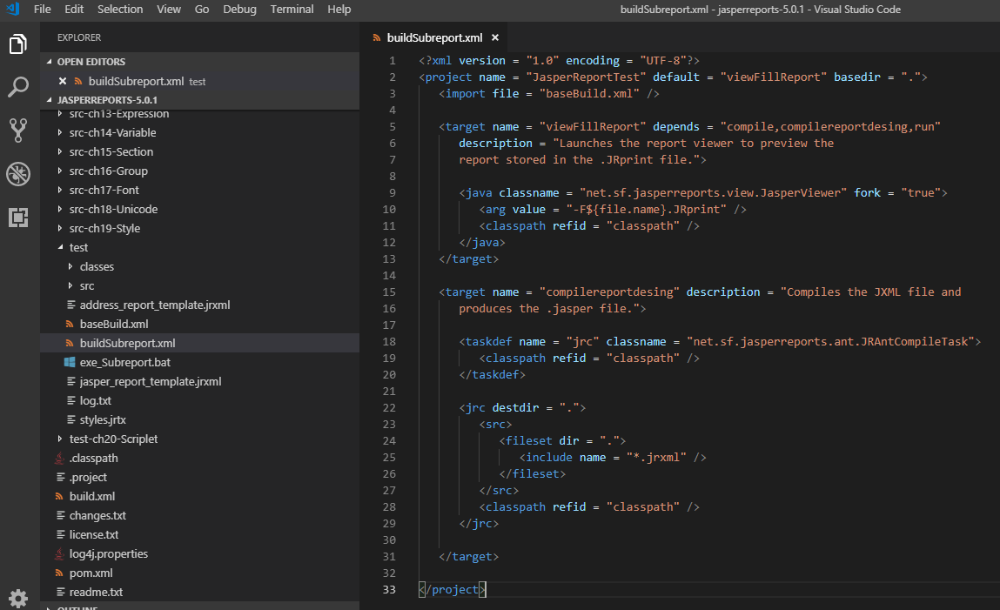 File Edit Selection View Go Debug Terminal Help
buildSubreport.xml - jasperreports-5.0.1 - Visual Studio Code
EXPLORER
OPEN EDITORS
buildSubreport.xml test
JASPERREPORTS-5.0.1
src-ch13-Expression
src-ch14-Variable
src-ch15-Section
src-ch16-Group
src-ch17-Font
src-ch18-Unicode
src-ch19-Style
test
classes
src
address_report_template.jrxml
baseBuild.xml
buildSubreport.xml
exe_Subreport.bat
jasper_report_template.jrxml
log.txt
styles.jrtx
test-ch20-Scriplet
.classpath
.project
build.xml
changes.txt
license.txt
log4j.properties
pom.xml
readme.txt
OUTLINE
buildSubreport.xml
1 <?xml version = "1.0" encoding = "UTF-8"?>
2 <project name = "JasperReportTest" default = "viewFillReport" basedir = ".">
3 <import file = "baseBuild.xml" />
4
5 <target name = "viewFillReport" depends = "compile,compilereportdesing,run"
6 description = "Launches the report viewer to preview the
7 report stored in the .JRprint file.">
8
9 <java classname = "net.sf.jasperreports.view.JasperViewer" fork = "true">
10 <arg value = "-F${file.name}.JRprint" />
11 <classpath refid = "classpath" />
12 </java>
13 </target>
14
15 <target name = "compilereportdesing" description = "Compiles the JXML file and
16 produces the .jasper file.">
17
18 <taskdef name = "jrc" classname = "net.sf.jasperreports.ant.JRAntCompileTask">
19 <classpath refid = "classpath" />
20 </taskdef>
21
22 <jrc destdir = ".">
23 <src>
24 <fileset dir = ".">
25 <include name = "*.jrxml" />
26 </fileset>
27 </src>
28 <classpath refid = "classpath" />
29 </jrc>
30
31 </target>
32
33 </project>